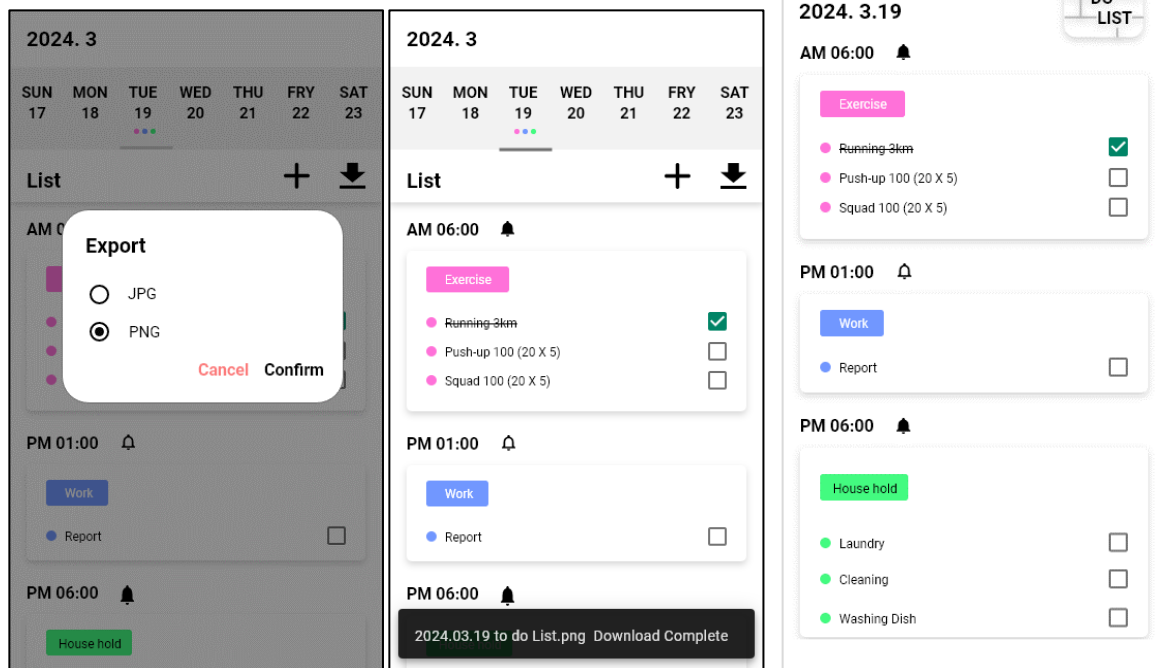 2024. 3
SUN MON TUE WED THU FRY SAT
17 18 19 20 21 22 23
List
AM 0
Export
JPG
PNG
Cancel Confirm
PM 01:00
Work
Report
PM 06:00
House hold
2024. 3
SUN MON TUE WED THU FRY SAT
17 18 19 20 21 22 23
List
AM 06:00
Exercise
Running 3km
Push-up 100 (20 X 5)
Squad 100 (20 X 5)
PM 01:00
Work
Report
PM 06:00
2024.03.19 to do List.png Download Complete
2024. 3.19
DO
LIST
AM 06:00
Exercise
Running 3km
Push-up 100 (20 X 5)
Squad 100 (20 X 5)
PM 01:00
Work
Report
PM 06:00
House hold
Laundry
Cleaning
Washing Dish